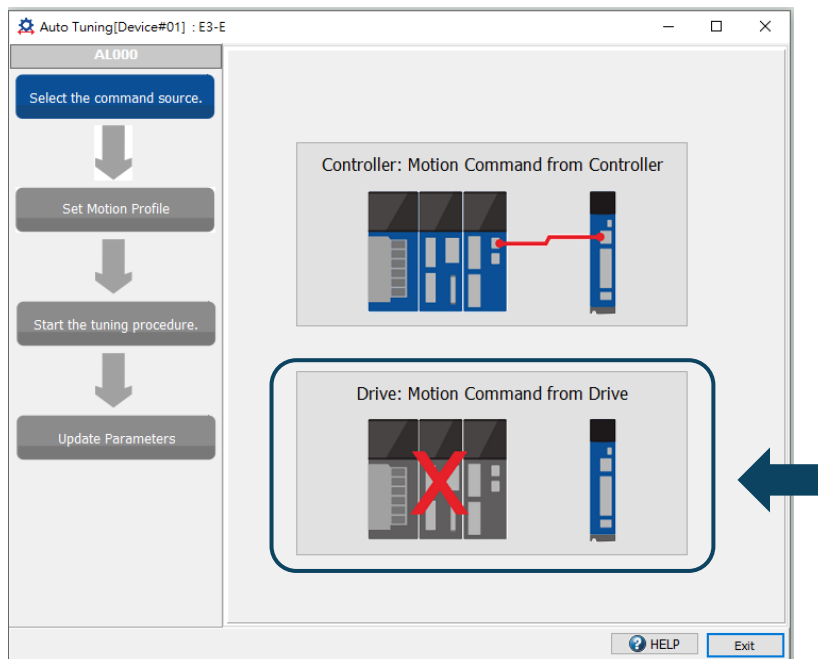 Auto Tuning[Device#01] : E3-E
AL000
Select the command source.
Set Motion Profile
Start the tuning procedure.
Update Parameters
Controller: Motion Command from Controller
Drive: Motion Command from Drive
X
HELP
Exit